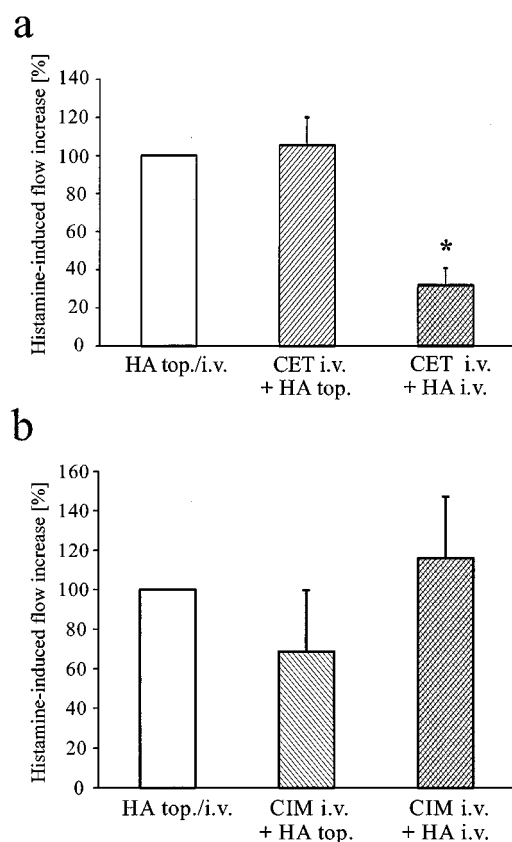 a
Histamine-induced flow increase [%]
140
120
100
80
60
40
20
0
*
HA top./i.v.
CET i.v.
+ HA top.
CET i.v.
+ HA i.v.
b
Histamine-induced flow increase [%]
160
140
120
100
80
60
40
20
0
HA top./i.v.
CIM i.v.
+ HA top.
CIM i.v.
+ HA i.v.